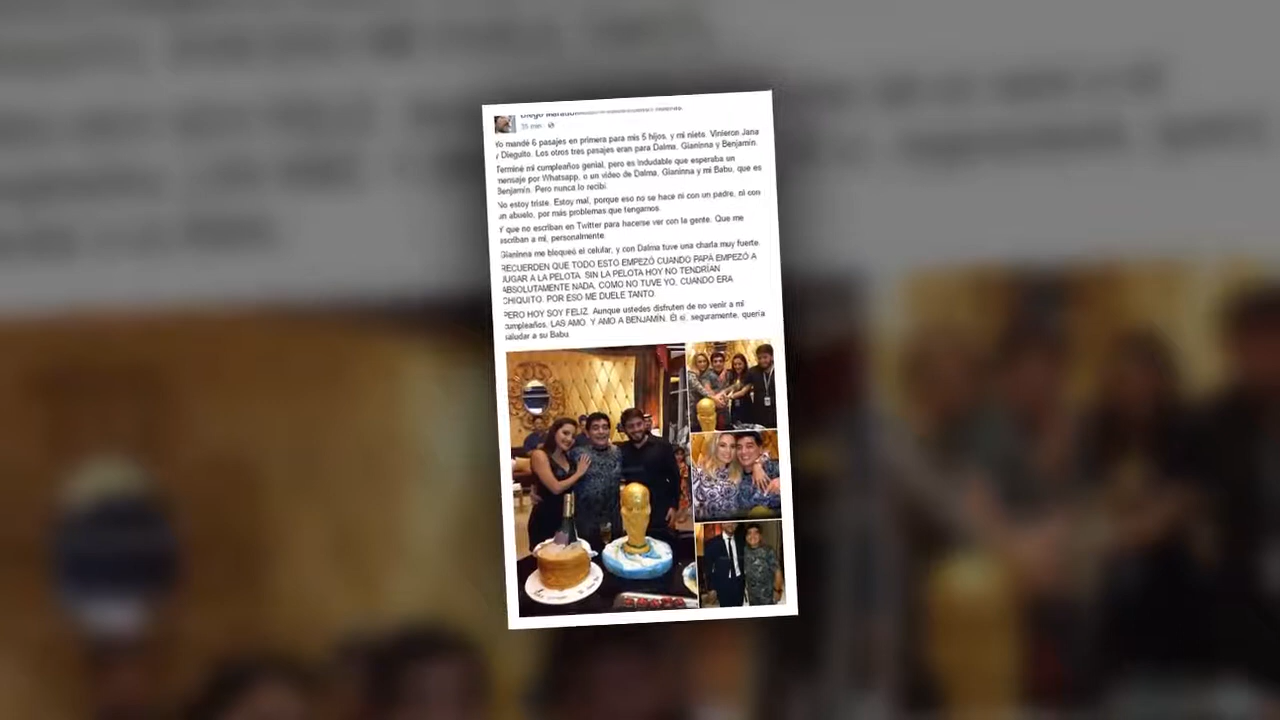 Diego
35 min
Yo mandé 6 pasajes en primera para mis 5 hijos, y mi nieto. Vinieron Jana
y Dieguito. Los otros tres pasajes eran para Dalma, Gianinna y Benjamín.
Terminé mi cumpleaños genial, pero es indudable que esperaba un
mensaje por Whatsapp, o un video de Dalma, Gianinna y mi Babu, que es
Benjamín. Pero nunca lo recibí.
No estoy triste. Estoy mal, porque eso no se hace ni con un padre, ni con
un abuelo, por más problemas que tengamos.
Y que no escriban en Twitter para hacerse ver con la gente. Que me
escriban a mí, personalmente.
Gianinna me bloqueó el celular, y con Dalma tuve una charla muy fuerte.
RECUERDEN QUE TODO ESTO EMPEZÓ CUANDO PAPÁ EMPEZÓ A
JUGAR A LA PELOTA. SIN LA PELOTA HOY NO TENDRÍAN
ABSOLUTAMENTE NADA. COMO NO TUVE YO, CUANDO ERA
CHIQUITO. POR ESO ME DUELE TANTO.
PERO HOY SOY FELIZ. Aunque ustedes disfruten de no venir a mi
cumpleaños. LAS AMO. Y AMO A BENJAMÍN. Él sí, seguramente, quería
saludar a su Babu.